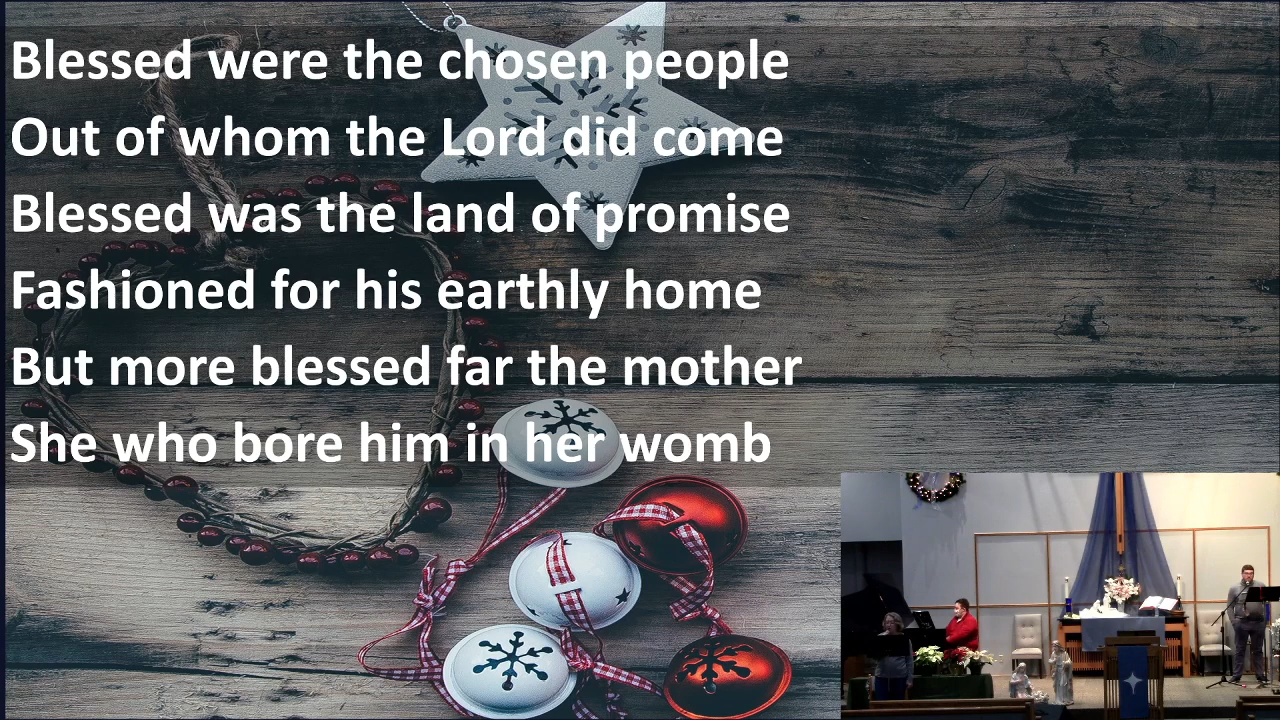 Blessed were the chosen people
Out of whom the Lord did come
Blessed was the land of promise
Fashioned for his earthly home
But more blessed far the mother
She who bore him in her womb